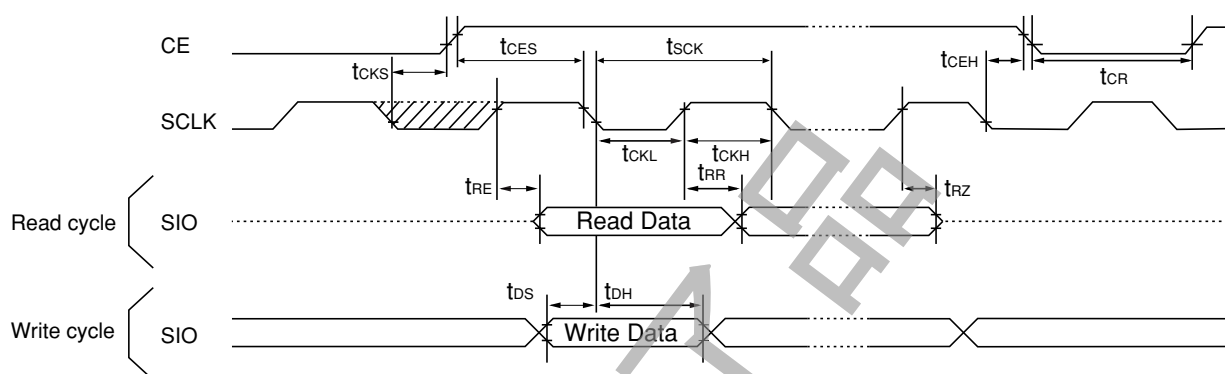 CE
tCKS
tCES
tSCK
tCEH
tCR
SCLK
tCKL
tCKH
tRE
tRR
tRZ
Read cycle
SIO
Read Data
tDS
tDH
Write cycle
SIO
Write Data
品